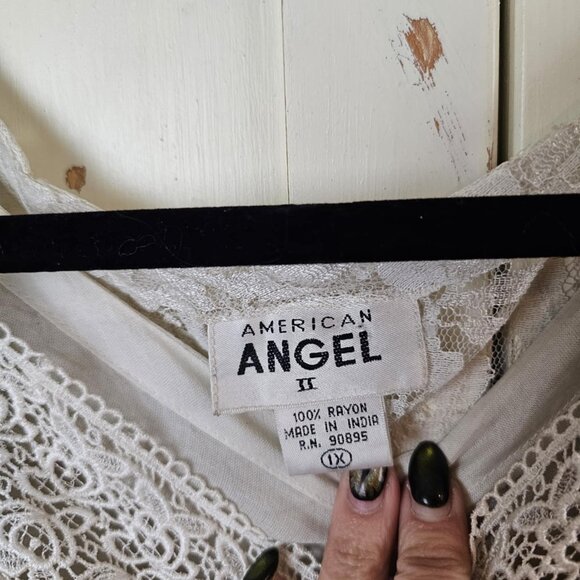 AMERICAN
ANGEL
II
100% RAYON
MADE IN INDIA
R.N. 90895
1X